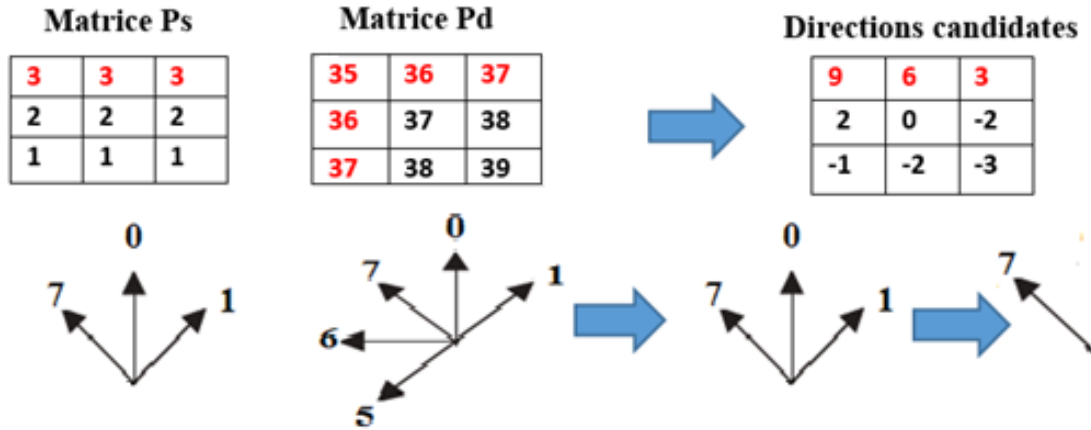 Matrice Ps Matrice Pd Directions candidates
3 3 3 35 36 37 9 6 3
2 2 2 36 37 38 2 0 -2
1 1 1 37 38 39 -1 -2 -3
0 0 0
7 1 7 1 7 1 7
6
5